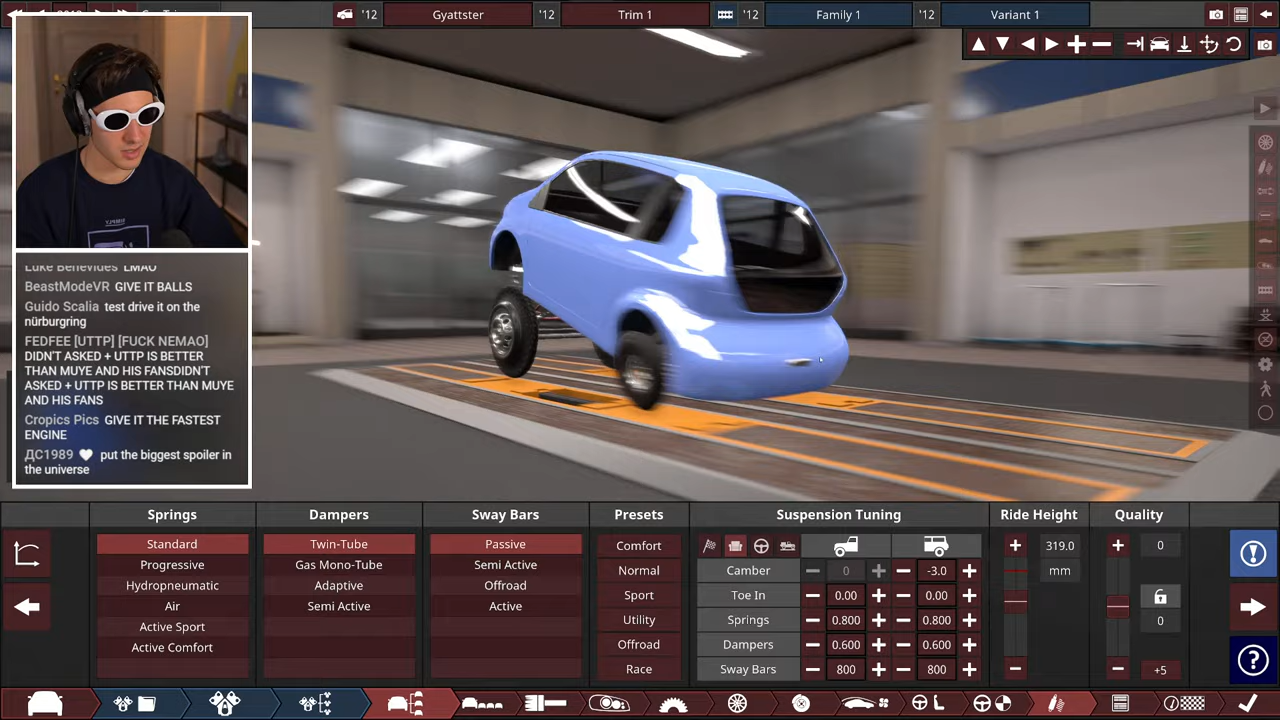 '12 Gyattster '12 Trim 1 '12 Family 1 '12 Variant 1
Luke Benevides LMAO
BeastModeVR GIVE IT BALLS
Guido Scalia test drive it on the
nürburgring
FEDFEE [UTTP] [FUCK NEMAO]
DIDN'T ASKED + UTTP IS BETTER
THAN MUYE AND HIS FANSDIDN'T
ASKED + UTTP IS BETTER THAN MUYE
AND HIS FANS
Cropics Pics GIVE IT THE FASTEST
ENGINE
ДС1989 put the biggest spoiler in
the universe
Springs
Standard
Progressive
Hydropneumatic
Air
Active Sport
Active Comfort
Dampers
Twin-Tube
Gas Mono-Tube
Adaptive
Semi Active
Sway Bars
Passive
Semi Active
Offroad
Active
Presets
Comfort
Normal
Sport
Utility
Offroad
Race
Suspension Tuning
Camber - 0 + - -3.0 +
Toe In - 0.00 + - 0.00 +
Springs - 0.800 + - 0.800 +
Dampers - 0.600 + - 0.600 +
Sway Bars - 800 + - 800 +
Ride Height
+ 319.0
mm
-
Quality
+ 0
0
- +5
?